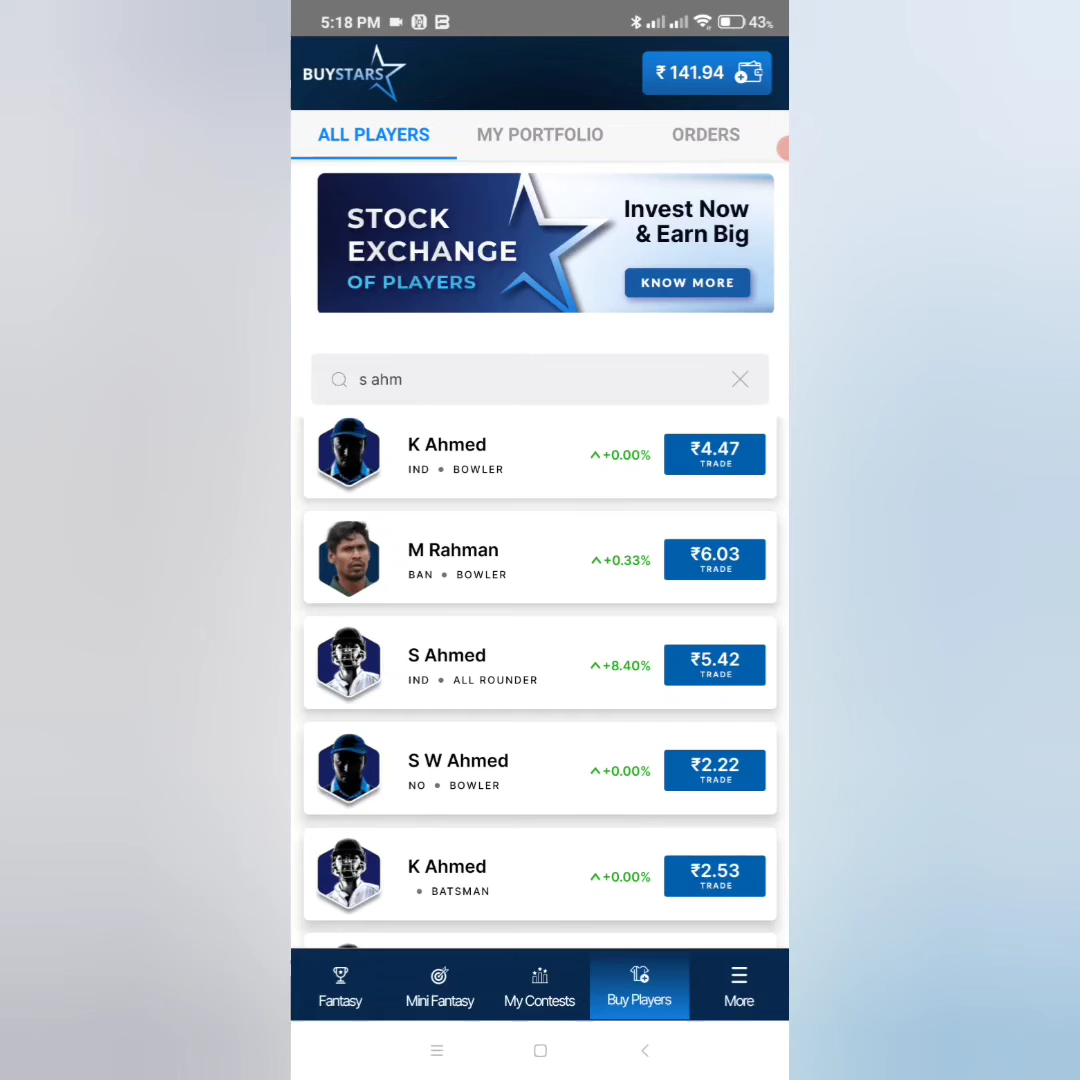 5:18 PM 43%
BUYSTARS ₹ 141.94
ALL PLAYERS MY PORTFOLIO ORDERS
STOCK
EXCHANGE
OF PLAYERS
Invest Now
& Earn Big
KNOW MORE
s ahm
K Ahmed
IND • BOWLER
+0.00%
₹4.47
TRADE
M Rahman
BAN • BOWLER
+0.33%
₹6.03
TRADE
S Ahmed
IND • ALL ROUNDER
+8.40%
₹5.42
TRADE
S W Ahmed
NO • BOWLER
+0.00%
₹2.22
TRADE
K Ahmed
• BATSMAN
+0.00%
₹2.53
TRADE
Fantasy Mini Fantasy My Contests Buy Players More